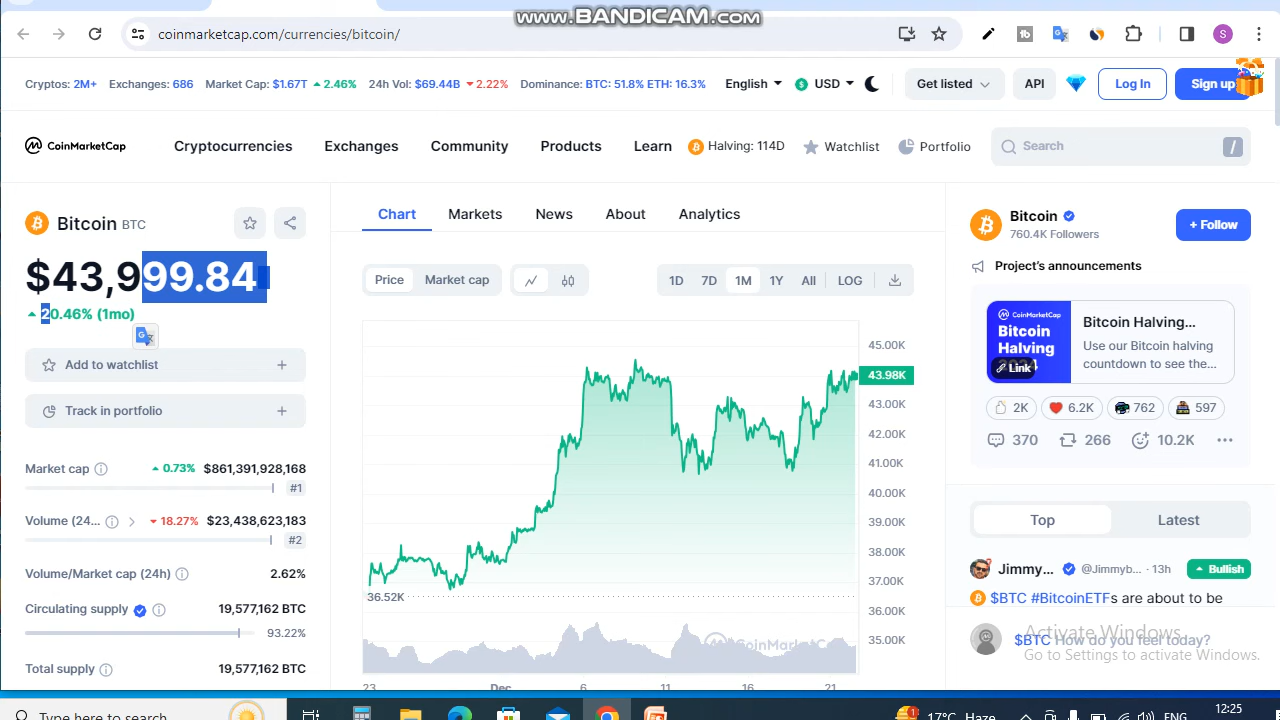 www.BANDICAM.com
coinmarketcap.com/currencies/bitcoin/
S
Cryptos: 2M+ Exchanges: 686 Market Cap: $1.67T 2.46% 24h Vol: $69.44B 2.22% Dominance: BTC: 51.8% ETH: 16.3% English USD Get listed API Log In Sign up
CoinMarketCap Cryptocurrencies Exchanges Community Products Learn Halving: 114D Watchlist Portfolio Search /
Bitcoin BTC
$43,999.84
20.46% (1mo)
Add to watchlist +
Track in portfolio +
Market cap 0.73% $861,391,928,168
#1
Volume (24... 18.27% $23,438,623,183
#2
Volume/Market cap (24h) 2.62%
Circulating supply 19,577,162 BTC
93.22%
Total supply 19,577,162 BTC
Chart Markets News About Analytics
Price Market cap 1D 7D 1M 1Y All LOG
45.00K
43.98K
43.00K
42.00K
41.00K
40.00K
39.00K
38.00K
37.00K
36.52K
36.00K
35.00K
CoinMarketCap
23 Dec 6 11 16 21
Bitcoin
760.4K Followers
+ Follow
Project's announcements
CoinMarketCap
Bitcoin
Halving
Link
Bitcoin Halving...
Use our Bitcoin halving
countdown to see the...
2K 6.2K 762 597
370 266 10.2K
Top Latest
Jimmy... @Jimmyb... · 13h Bullish
$BTC #BitcoinETFs are about to be
$BTC How do you feel today?
Activate Windows
Go to Settings to activate Windows.
Type here to search
1 17°C Haze ENG 12:25